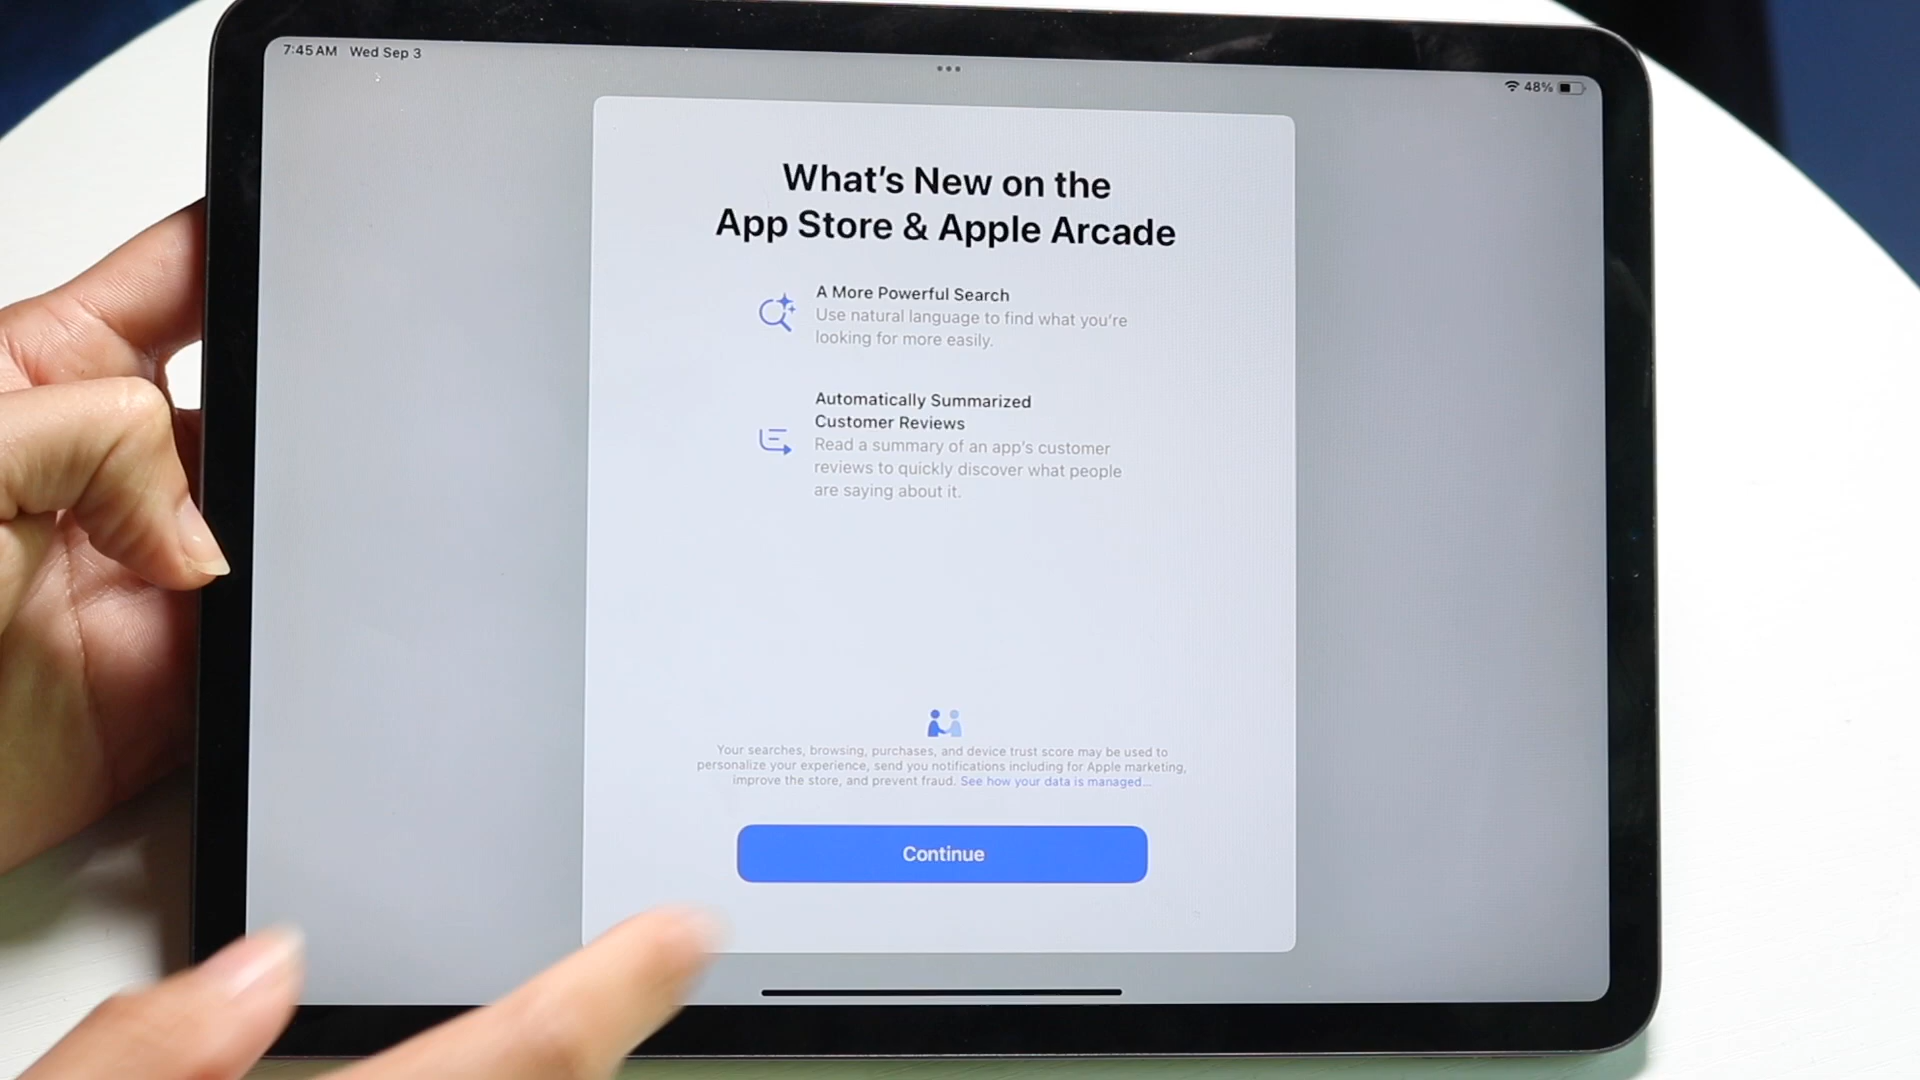 7:45 AM Wed Sep 3
48%
What's New on the
App Store & Apple Arcade
A More Powerful Search
Use natural language to find what you're
looking for more easily.
Automatically Summarized
Customer Reviews
Read a summary of an app's customer
reviews to quickly discover what people
are saying about it.
Your searches, browsing, purchases, and device trust score may be used to
personalize your experience, send you notifications including for Apple marketing,
improve the store, and prevent fraud. See how your data is managed...
Continue